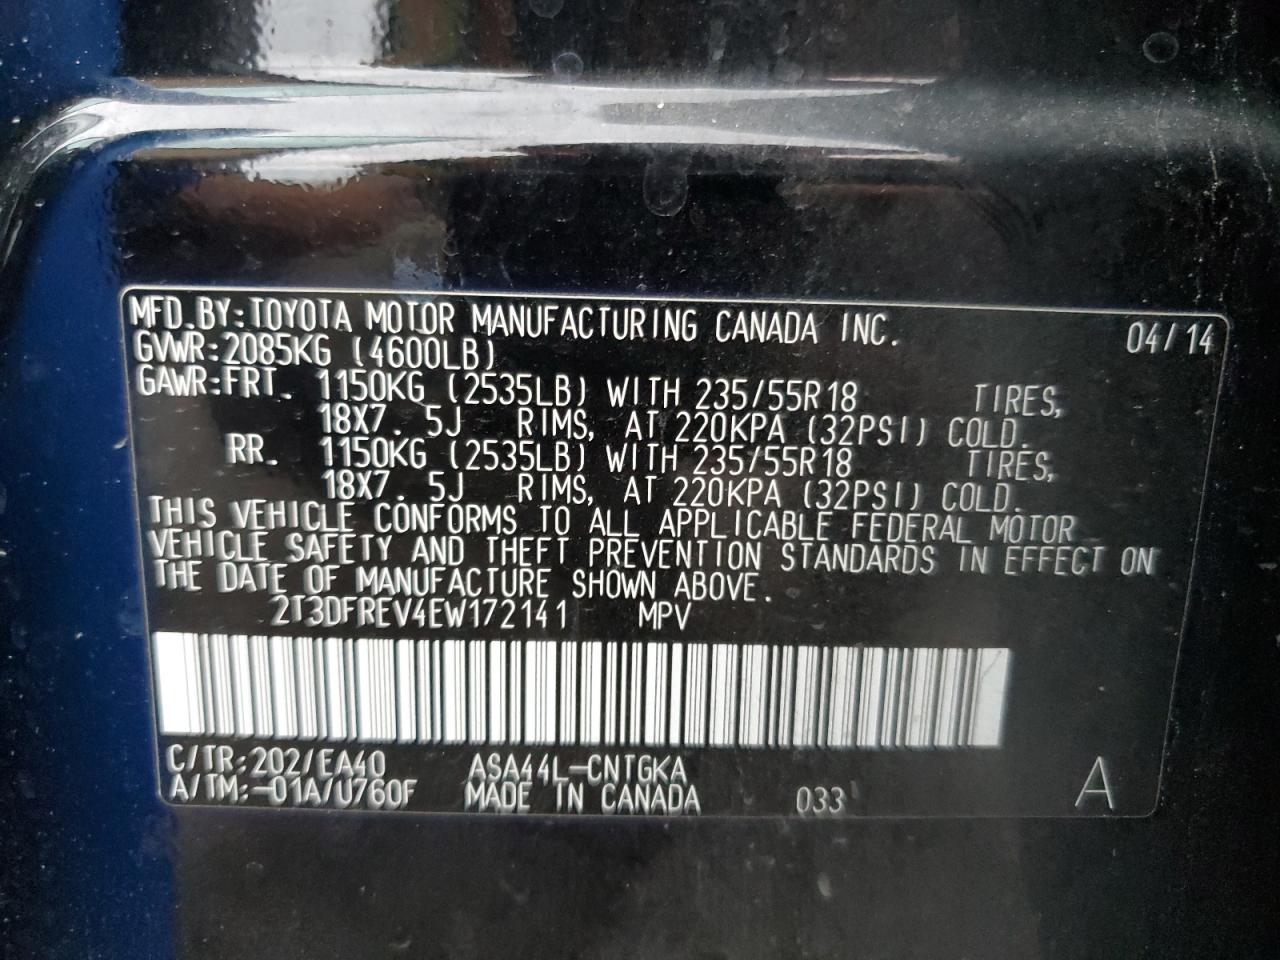 MFD.BY:TOYOTA MOTOR MANUFACTURING CANADA INC. 04/14
GVWR:2085KG (4600LB)
GAWR:FRT. 1150KG (2535LB) WITH 235/55R18 TIRES,
18X7.5J RIMS, AT 220KPA (32PSI) COLD.
RR. 1150KG (2535LB) WITH 235/55R18 TIRES,
18X7.5J RIMS, AT 220KPA (32PSI) COLD.
THIS VEHICLE CONFORMS TO ALL APPLICABLE FEDERAL MOTOR
VEHICLE SAFETY AND THEFT PREVENTION STANDARDS IN EFFECT ON
THE DATE OF MANUFACTURE SHOWN ABOVE.
2T3DFREV4EW172141 MPV
C/TR:202/EA40 ASA44L-CNTGKA
A/TM:-01A/U760F MADE IN CANADA 033 A